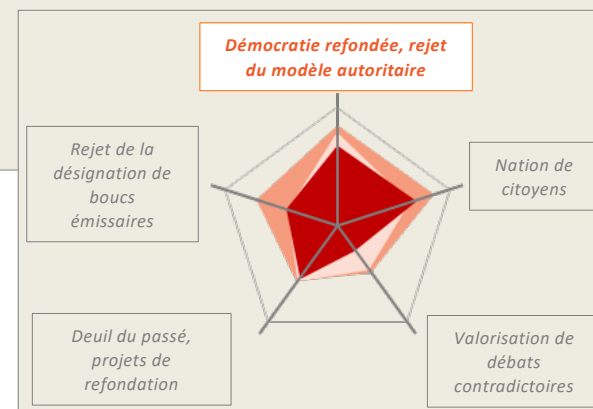 Démocratie refondée, rejet
du modèle autoritaire
Rejet de la
désignation de
boucs
émissaires
Nation de
citoyens
Deuil du passé,
projets de
refondation
Valorisation de
débats
contradictoires